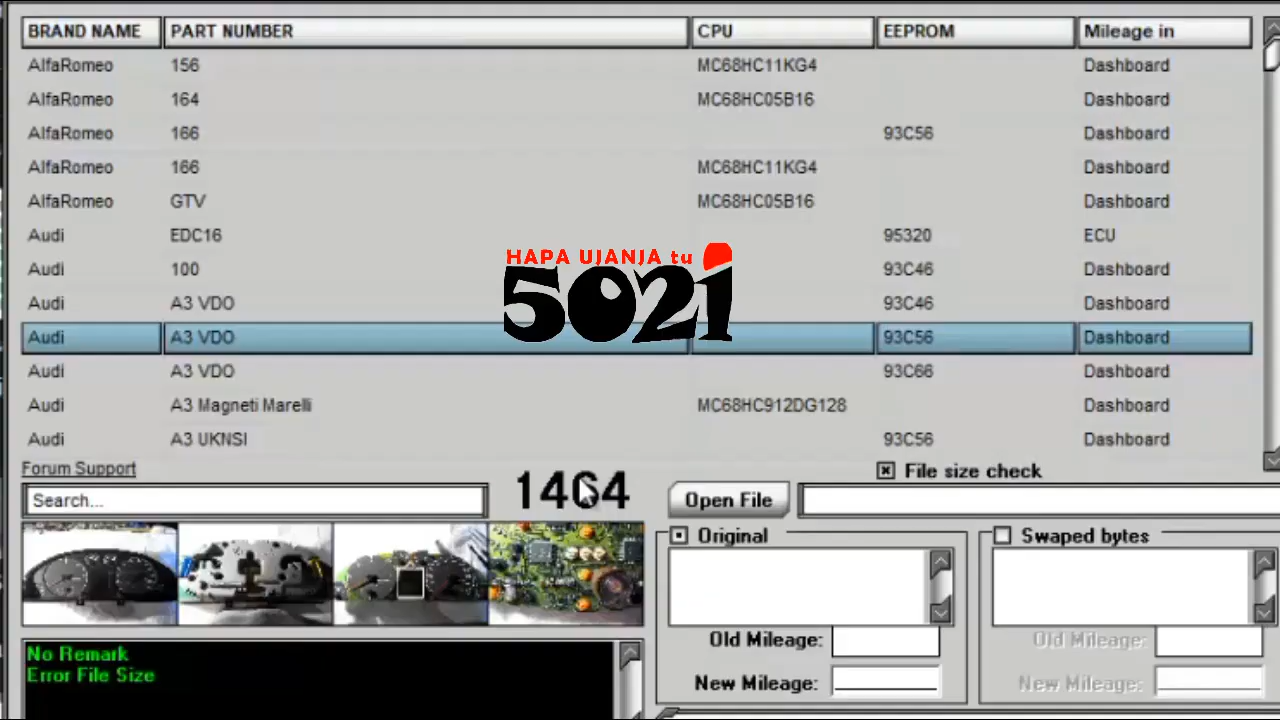 BRAND NAME PART NUMBER CPU EEPROM Mileage in
AlfaRomeo 156 MC68HC11KG4 Dashboard
AlfaRomeo 164 MC68HC05B16 Dashboard
AlfaRomeo 166 93C56 Dashboard
AlfaRomeo 166 MC68HC11KG4 Dashboard
AlfaRomeo GTV MC68HC05B16 Dashboard
Audi EDC16 95320 ECU
HAPA UJANJA tu
5021
Audi 100 93C46 Dashboard
Audi A3 VDO 93C46 Dashboard
Audi A3 VDO 93C56 Dashboard
Audi A3 VDO 93C66 Dashboard
Audi A3 Magneti Marelli MC68HC912DG128 Dashboard
Audi A3 UKNSI 93C56 Dashboard
Forum Support
File size check
Search...
1464
Open File
Original
Swaped bytes
Old Mileage:
Old Mileage:
New Mileage:
New Mileage:
No Remark
Error File Size